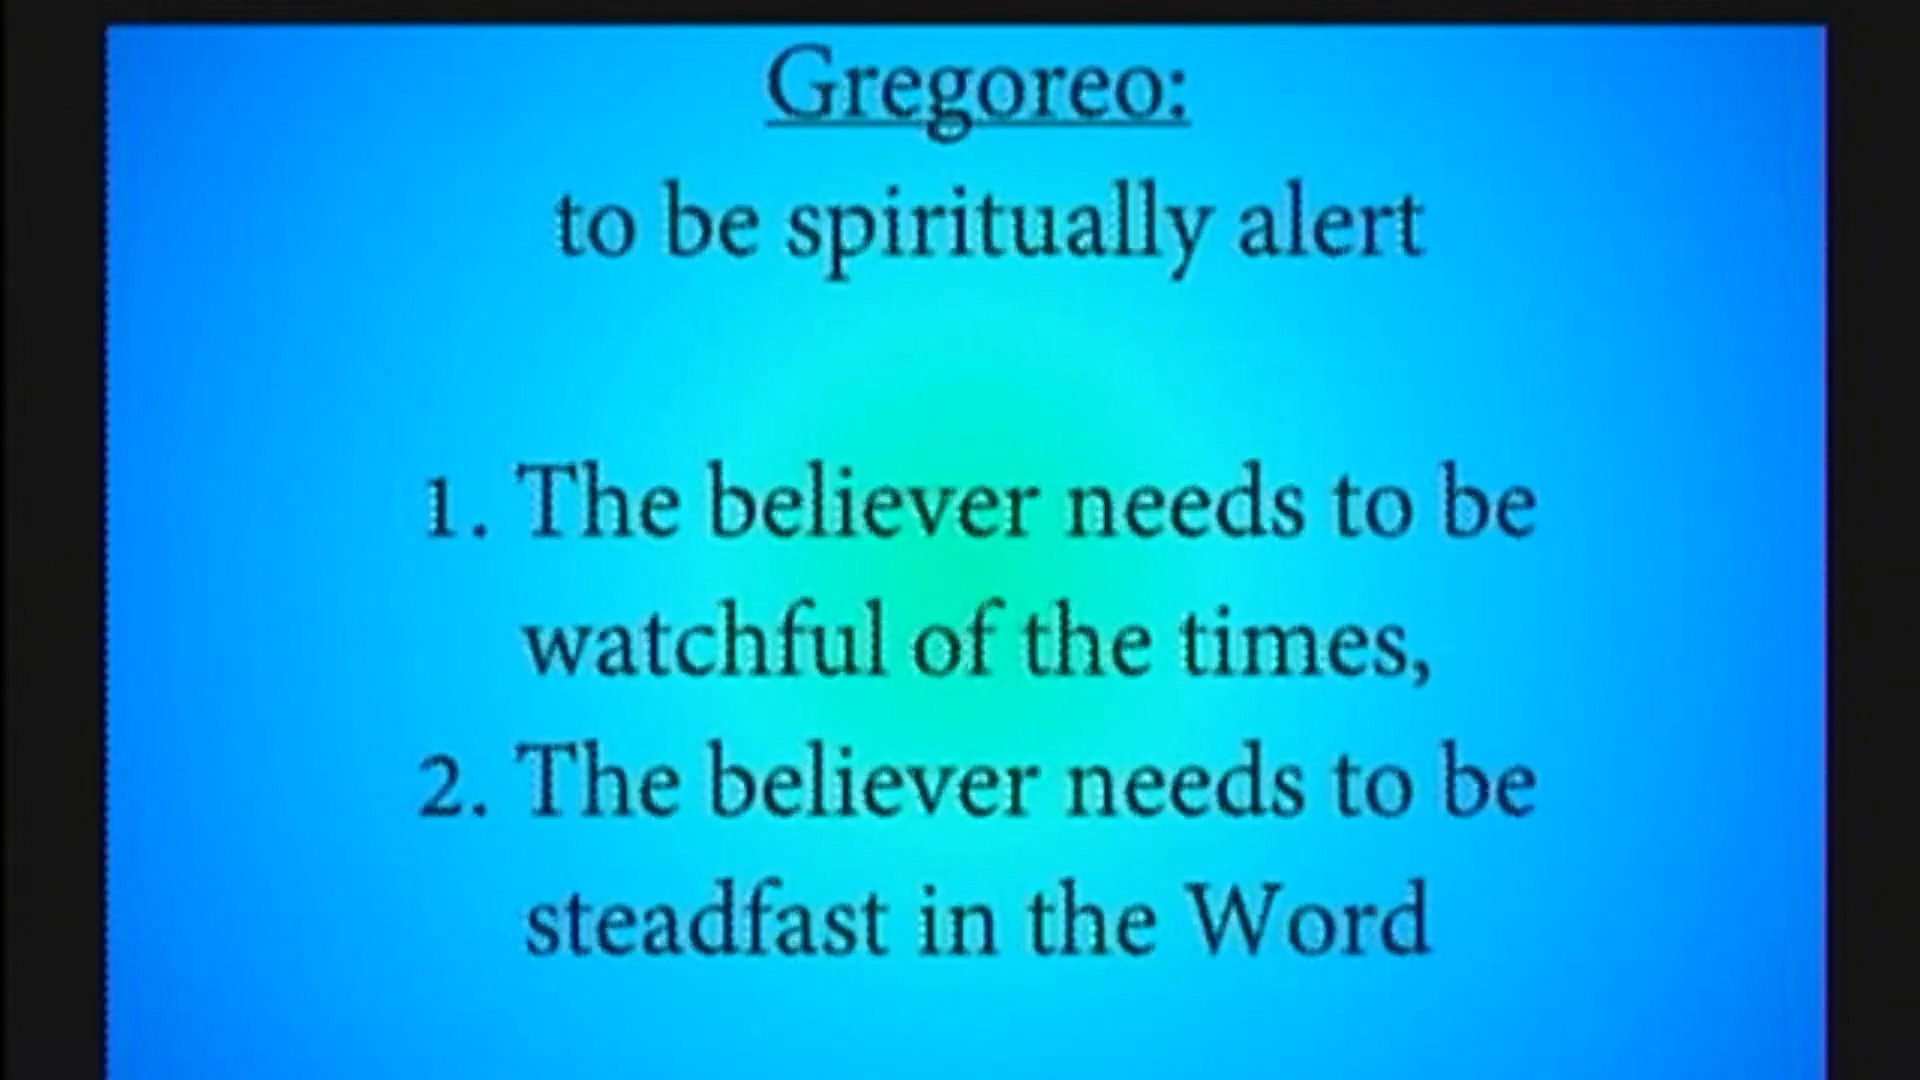 Gregoreo:
to be spiritually alert
1. The believer needs to be
watchful of the times,
2. The believer needs to be
steadfast in the Word